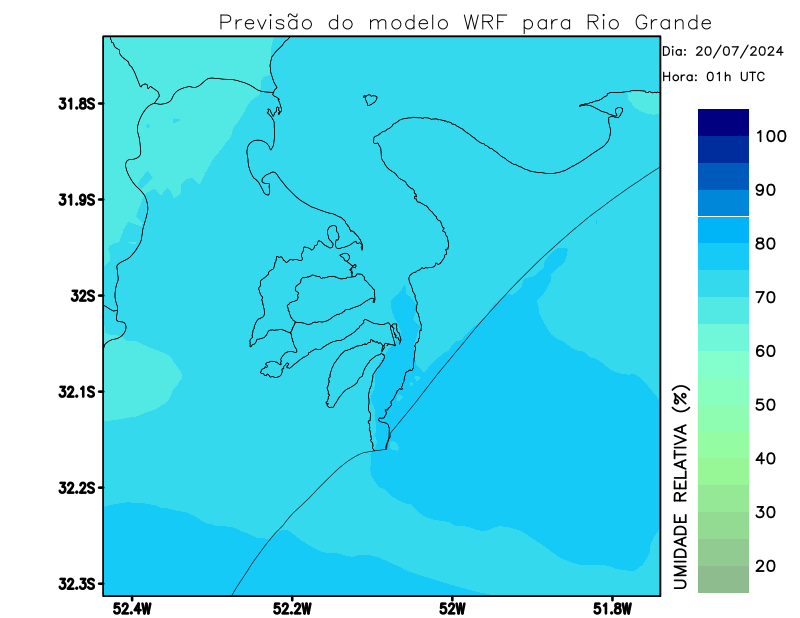 Previsão do modelo WRF para Rio Grande
Dia: 20/07/2024
Hora: 01h UTC
31.8S
31.9S
32S
32.1S
32.2S
32.3S
52.4W
52.2W
52W
51.8W
100
90
80
70
60
50
40
30
20
UMIDADE RELATIVA (%)